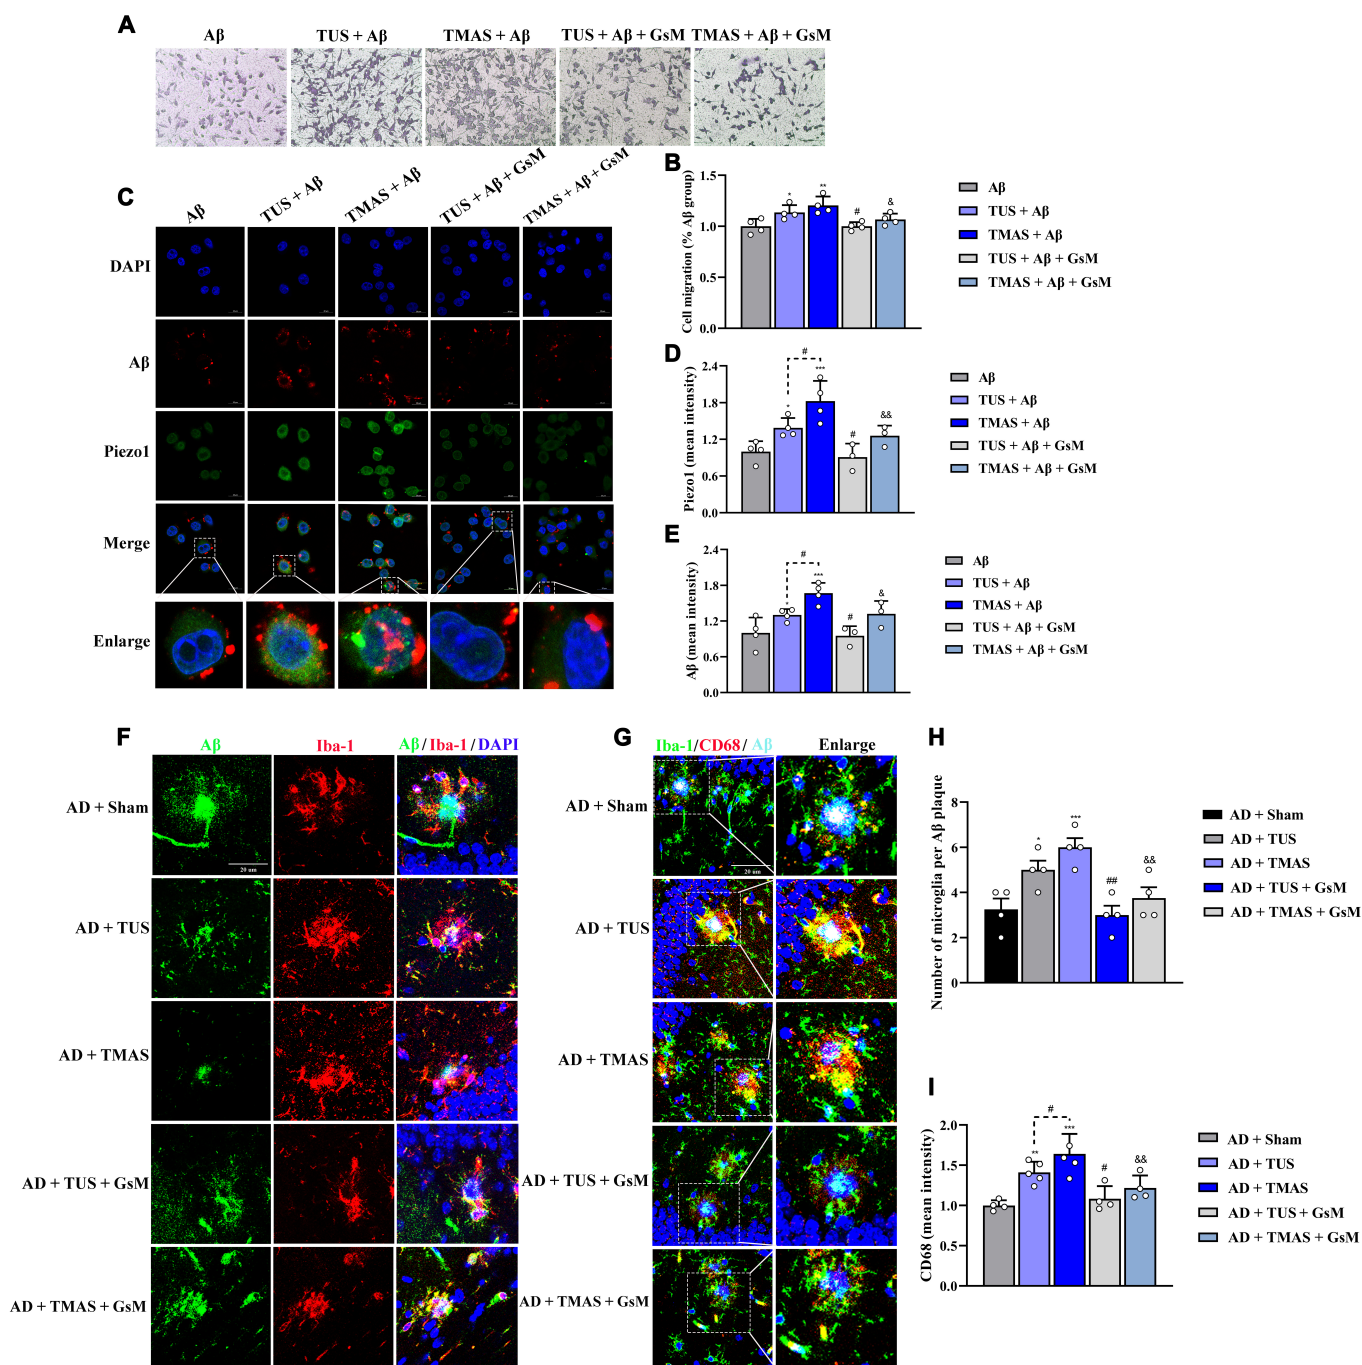 A
Aβ
TUS + Aβ
TMAS + Aβ
TUS + Aβ + GsM
TMAS + Aβ + GsM
C
Aβ
TUS + Aβ
TMAS + Aβ
TUS + Aβ + GsM
TMAS + Aβ + GsM
DAPI
Aβ
Piezo1
Merge
Enlarge
B
Cell migration (% Aβ group)
1.5
1.0
0.5
0.0
*
**
#
&
Aβ
TUS + Aβ
TMAS + Aβ
TUS + Aβ + GsM
TMAS + Aβ + GsM
D
Piezo1 (mean intensity)
2.4
1.8
1.2
0.6
0.0
*
#
***
#
&&
Aβ
TUS + Aβ
TMAS + Aβ
TUS + Aβ + GsM
TMAS + Aβ + GsM
E
Aβ (mean intensity)
2.4
1.8
1.2
0.6
0.0
#
***
#
&
Aβ
TUS + Aβ
TMAS + Aβ
TUS + Aβ + GsM
TMAS + Aβ + GsM
F
Aβ
Iba-1
Aβ/Iba-1/DAPI
AD + Sham
20 um
AD + TUS
AD + TMAS
AD + TUS + GsM
AD + TMAS + GsM
G
Iba-1/CD68/ Aβ
Enlarge
AD + Sham
20 um
AD + TUS
AD + TMAS
AD + TUS + GsM
AD + TMAS + GsM
H
Number of microglia per Aβ plaque
8
6
4
2
0
*
***
##
&&
AD + Sham
AD + TUS
AD + TMAS
AD + TUS + GsM
AD + TMAS + GsM
I
CD68 (mean intensity)
2.0
1.5
1.0
0.5
0.0
**
#
***
#
&&
AD + Sham
AD + TUS
AD + TMAS
AD + TUS + GsM
AD + TMAS + GsM